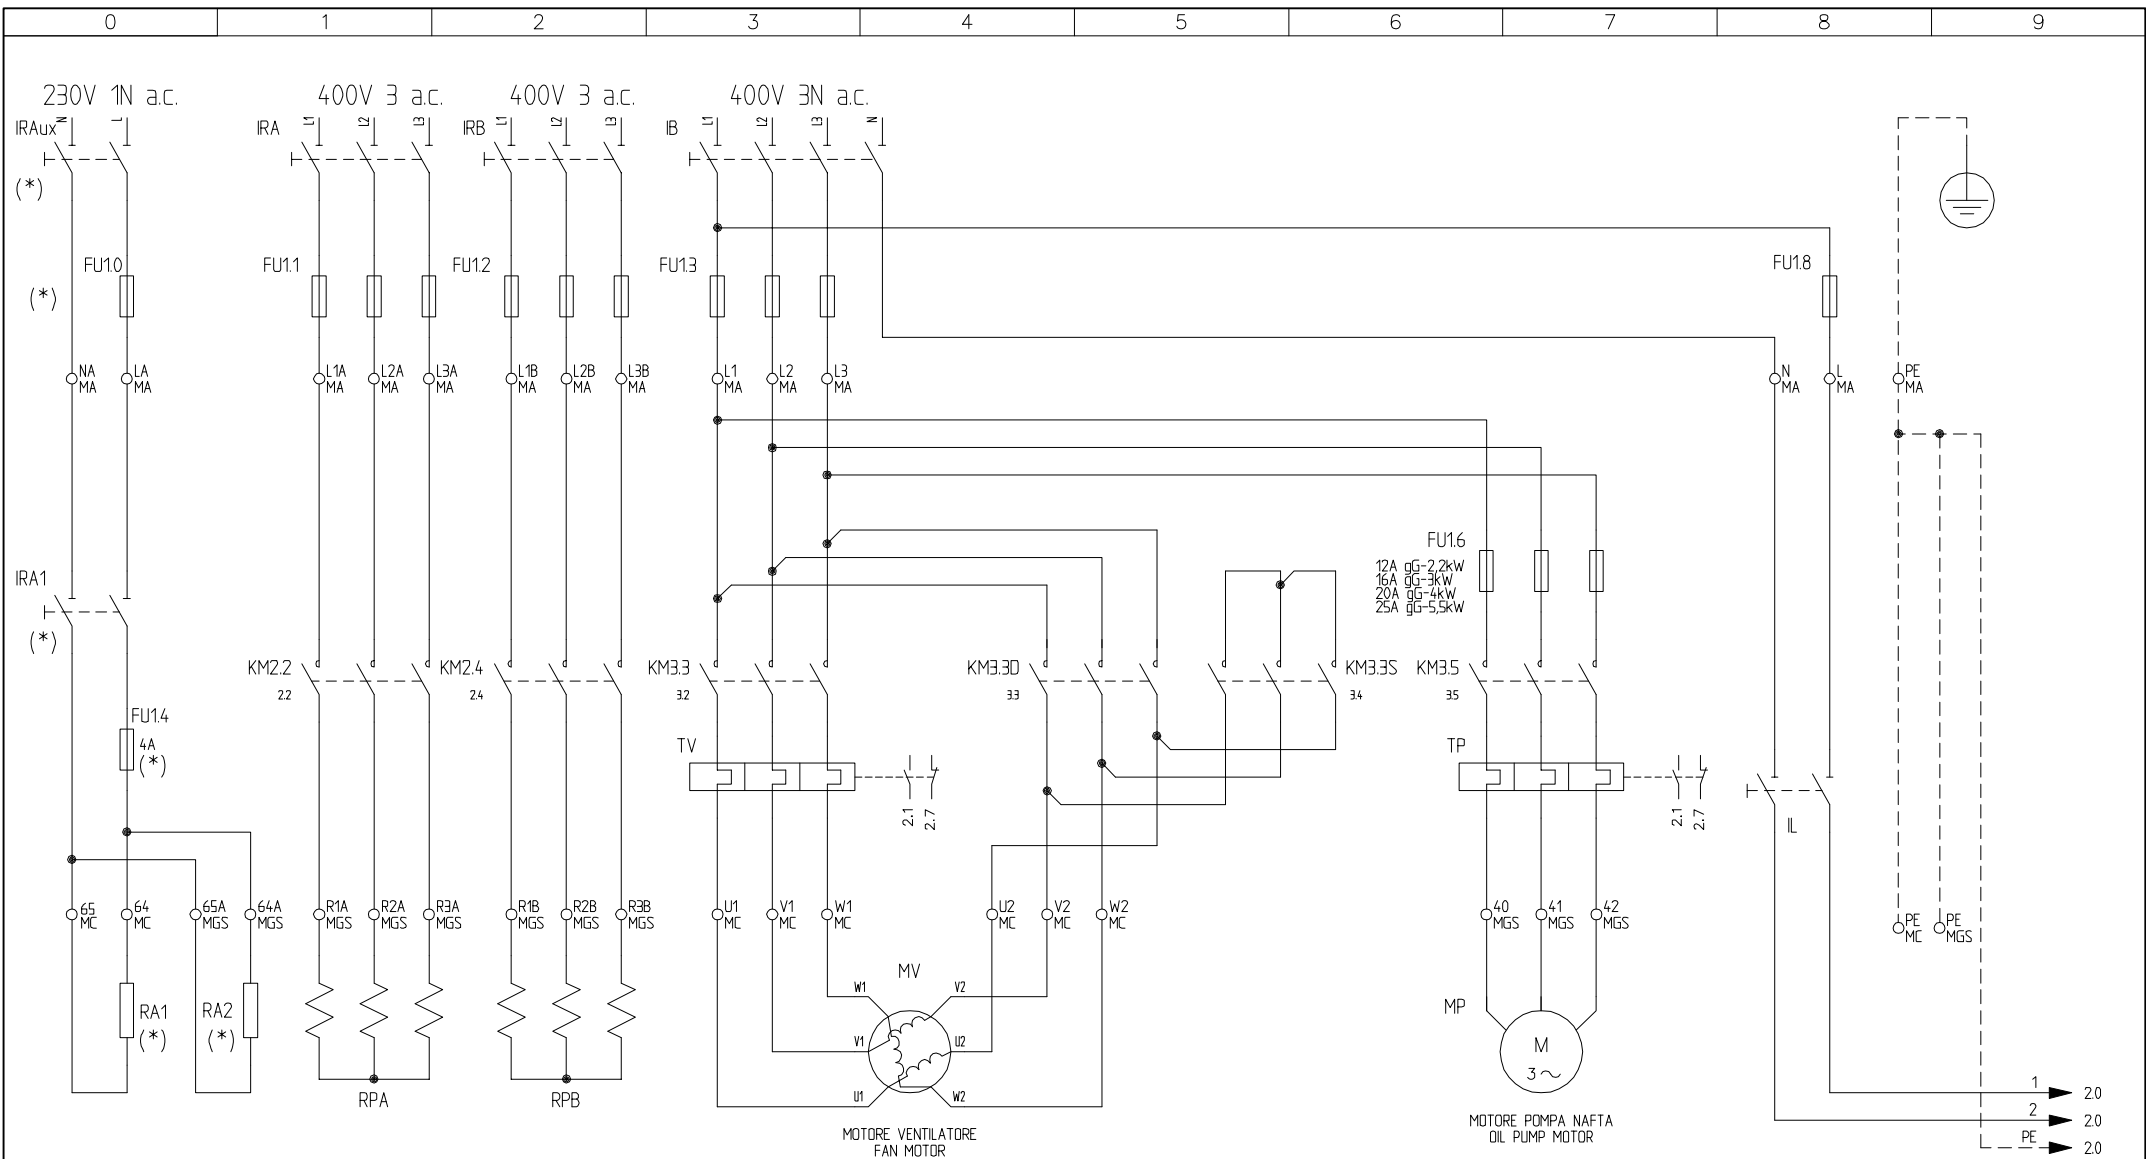 0 1 2 3 4 5 6 7 8 9
230V 1N a.c. 400V 3 a.c. 400V 3 a.c. 400V 3N a.c.
N L L1 L2 L3 L1 L2 L3 L1 L2 L3 N
IRAux IRA IRB IB
(*)
FU1.0 FU1.1 FU1.2 FU1.3 FU1.8
(*)
NA LA L1A L2A L3A L1B L2B L3B L1 L2 L3 N L PE
MA MA MA MA MA MA MA MA MA MA MA MA MA MA
FU1.6
12A gG-2,2kW
16A gG-3kW
20A gG-4kW
25A gG-5,5kW
IRA1
(*)
KM2.2 KM2.4 KM3.3 KM3.3D KM3.3S KM3.5
2.2 2.4 3.2 3.3 3.4 3.5
FU1.4
4A
(*)
TV TP
2.1 2.7 2.1 2.7
IL
65 64 65A 64A R1A R2A R3A R1B R2B R3B U1 V1 W1 U2 V2 W2 40 41 42 PE PE
MC MC MGS MGS MGS MGS MGS MGS MGS MGS MC MC MC MC MC MC MGS MGS MGS MC MGS
MV
W1 V2
RA1 RA2 MP
(*) (*)
V1 U2
M
3~
U1 W2
RPA RPB
1 2.0
2 2.0
PE 2.0
MOTORE VENTILATORE
FAN MOTOR
MOTORE POMPA NAFTA
OIL PUMP MOTOR